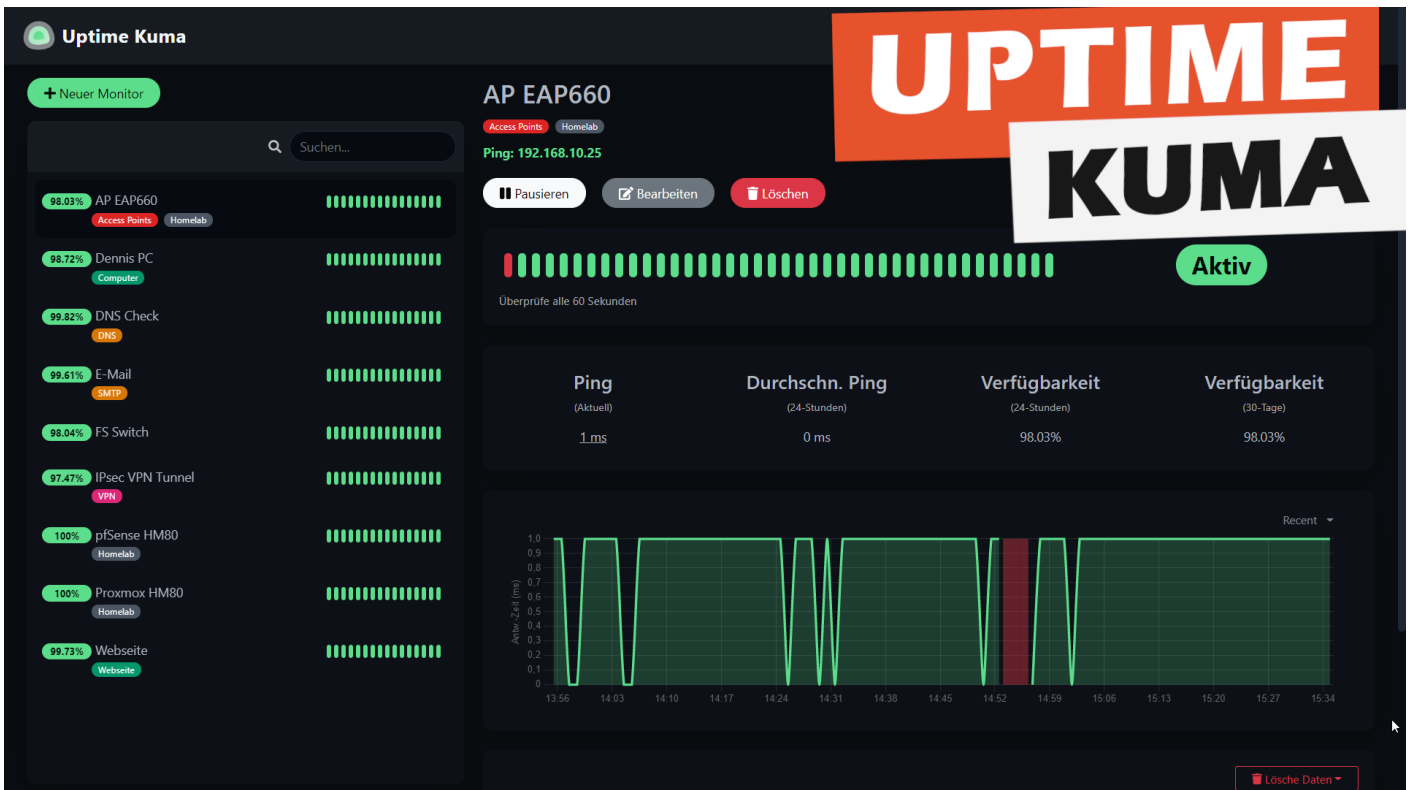 Uptime Kuma
UPTIME
KUMA
Neuer Monitor
Suchen...
98.03% AP EAP660
Access Points Homelab
98.72% Dennis PC
Computer
99.82% DNS Check
DNS
99.61% E-Mail
SMTP
98.04% FS Switch
97.47% IPsec VPN Tunnel
VPN
100% pfSense HM80
Homelab
100% Proxmox HM80
Homelab
99.73% Webseite
Webseite
AP EAP660
Access Points Homelab
Ping: 192.168.10.25
Pausieren Bearbeiten Löschen
Aktiv
Überprüfe alle 60 Sekunden
Ping Durchschn. Ping Verfügbarkeit Verfügbarkeit
(Aktuell) (24-Stunden) (24-Stunden) (30-Tage)
1 ms 0 ms 98.03% 98.03%
Recent
Antw.-Zeit (ms)
1,0
0,9
0,8
0,7
0,6
0,5
0,4
0,3
0,2
0,1
0
13:56 14:03 14:10 14:17 14:24 14:31 14:38 14:45 14:52 14:59 15:06 15:13 15:20 15:27 15:34
Lösche Daten